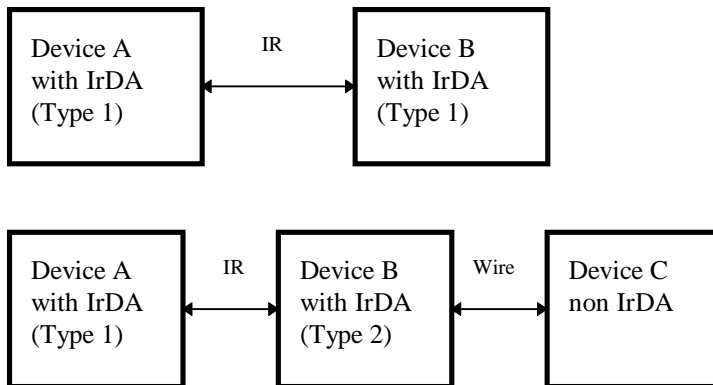 Device A
with IrDA
(Type 1)
IR
Device B
with IrDA
(Type 1)
Device A
with IrDA
(Type 1)
IR
Device B
with IrDA
(Type 2)
Wire
Device C
non IrDA